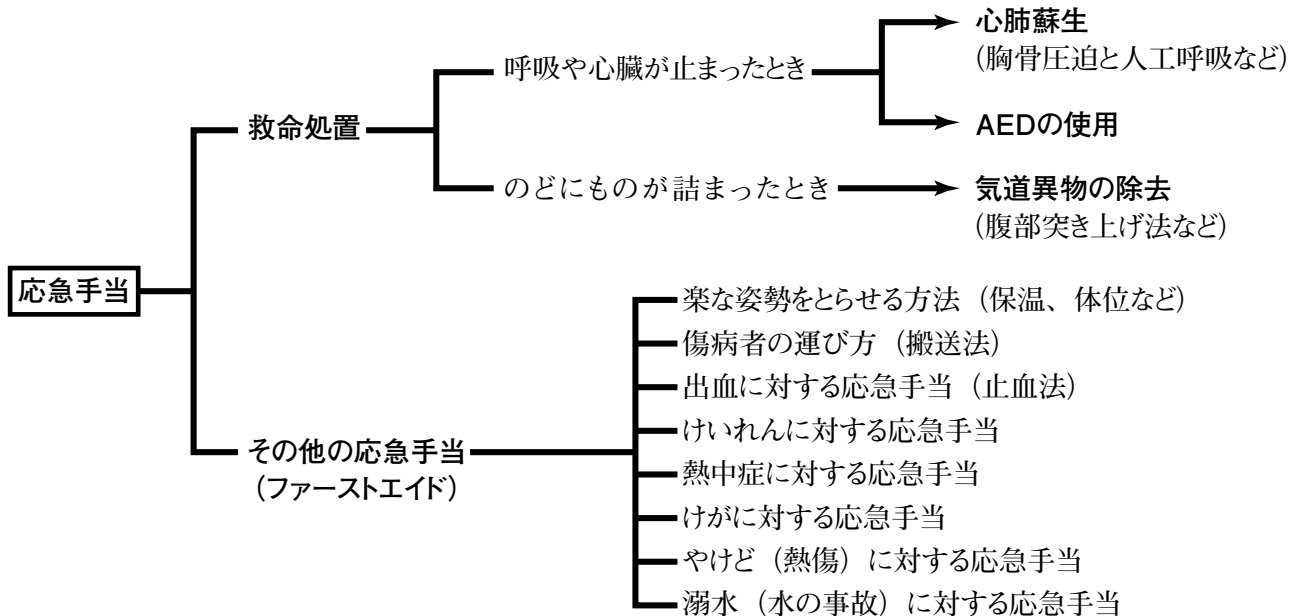 応急手当
救命処置
呼吸や心臓が止まったとき
心肺蘇生
（胸骨圧迫と人工呼吸など）
AEDの使用
のどにものが詰まったとき
気道異物の除去
（腹部突き上げ法など）
その他の応急手当
（ファーストエイド）
楽な姿勢をとらせる方法（保温、体位など）
傷病者の運び方（搬送法）
出血に対する応急手当（止血法）
けいれんに対する応急手当
熱中症に対する応急手当
けがに対する応急手当
やけど（熱傷）に対する応急手当
溺水（水の事故）に対する応急手当